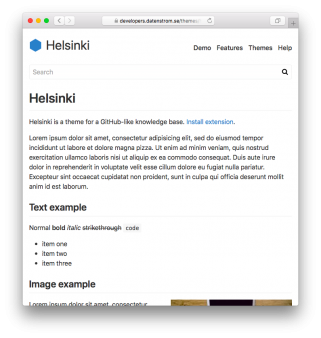 developers.datenstrom.se/themes
Helsinki
Demo Features Themes Help
Search
Helsinki
Helsinki is a theme for a GitHub-like knowledge base. Install extension.
Lorem ipsum dolor sit amet, consectetur adipisicing elit, sed do eiusmod tempor
incididunt ut labore et dolore magna pizza. Ut enim ad minim veniam, quis nostrud
exercitation ullamco laboris nisi ut aliquip ex ea commodo consequat. Duis aute irure
dolor in reprehenderit in voluptate velit esse cillum dolore eu fugiat nulla pariatur.
Excepteur sint occaecat cupidatat non proident, sunt in culpa qui officia deserunt mollit
anim id est laborum.
Text example
Normal bold italic strikethrough code
item one
item two
item three
Image example
Lorem ipsum dolor sit amet, consectetur